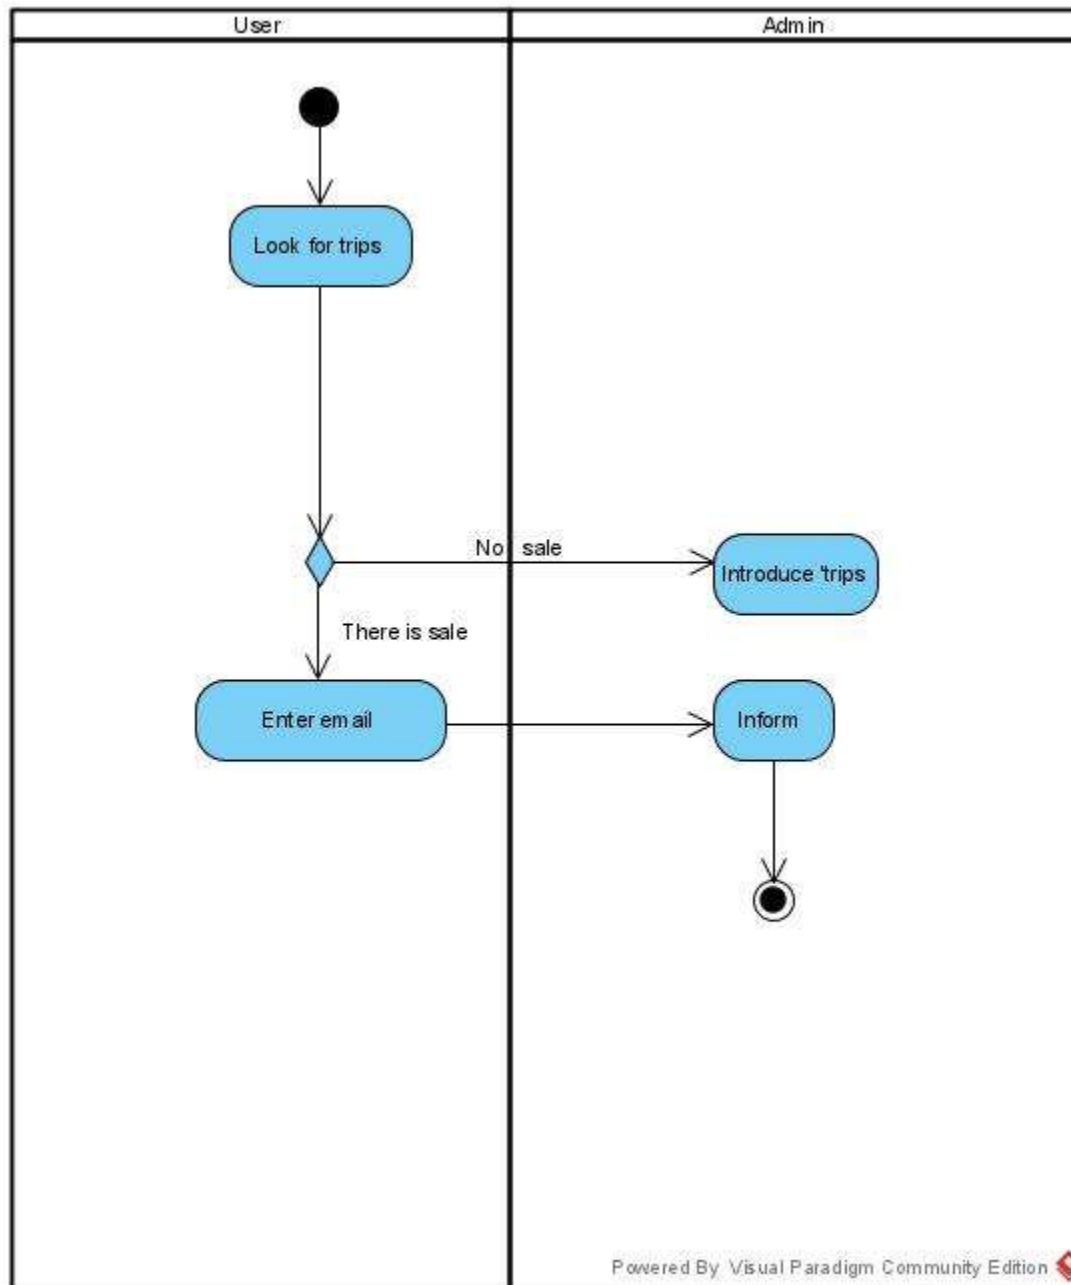 User
Admin
Look for trips
No sale
Introduce 'trips
There is sale
Enter email
Inform
Powered By Visual Paradigm Community Edition